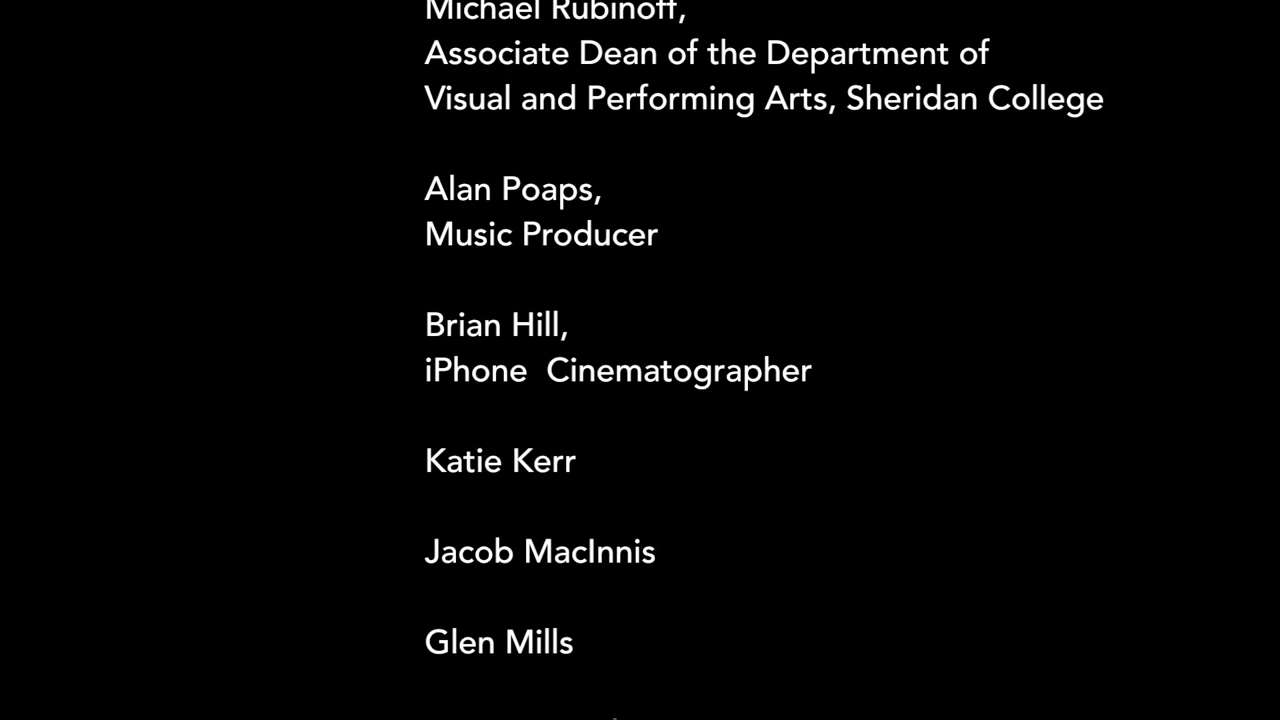 Michael Rubinoff,
Associate Dean of the Department of
Visual and Performing Arts, Sheridan College
Alan Poaps,
Music Producer
Brian Hill,
iPhone  Cinematographer
Katie Kerr
Jacob MacInnis
Glen Mills